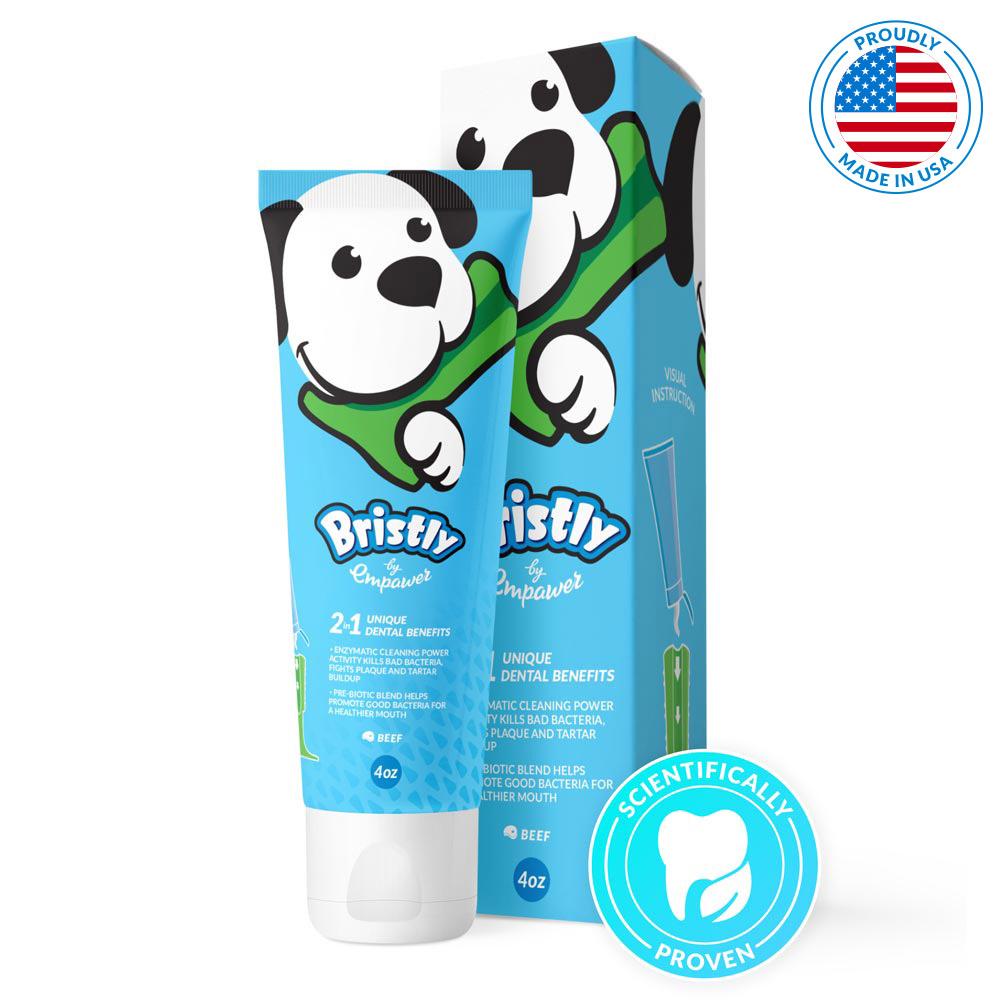 PROUDLY
MADE IN USA
Bristly
by
empawer
2in1 UNIQUE
DENTAL BENEFITS
• ENZYMATIC CLEANING POWER
ACTIVITY KILLS BAD BACTERIA,
FIGHTS PLAQUE AND TARTAR
BUILDUP
• PRE-BIOTIC BLEND HELPS
PROMOTE GOOD BACTERIA FOR
A HEALTHIER MOUTH
BEEF
4oz
ristly
by
empawer
1 UNIQUE
DENTAL BENEFITS
MATIC CLEANING POWER
TY KILLS BAD BACTERIA,
S PLAQUE AND TARTAR
UP
BIOTIC BLEND HELPS
OTE GOOD BACTERIA FOR
LTHIER MOUTH
BEEF
4oz
VISUAL
INSTRUCTION
SCIENTIFICALLY
PROVEN